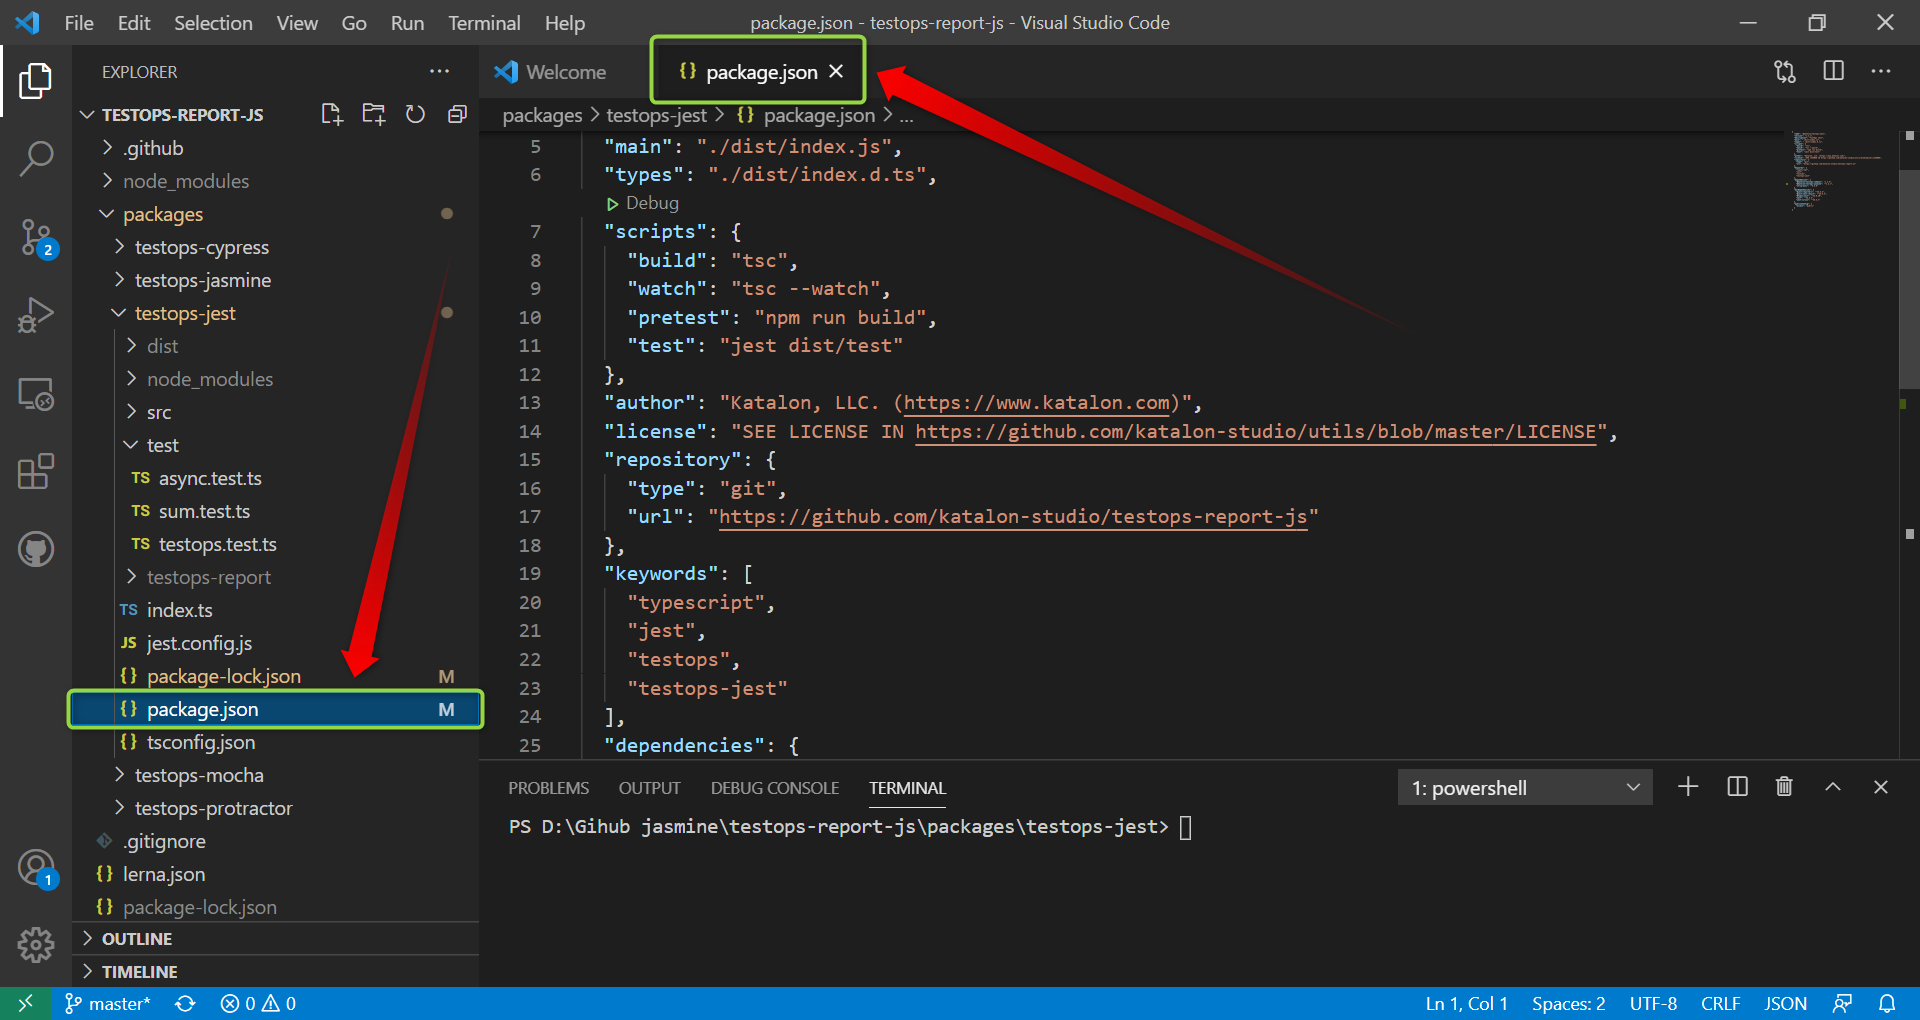 File Edit Selection View Go Run Terminal Help
package.json - testops-report-js - Visual Studio Code
EXPLORER
TESTOPS-REPORT-JS
.github
node_modules
packages
testops-cypress
testops-jasmine
testops-jest
dist
node_modules
src
test
TS async.test.ts
TS sum.test.ts
TS testops.test.ts
testops-report
TS index.ts
JS jest.config.js
{} package-lock.json M
{} package.json M
{} tsconfig.json
testops-mocha
testops-protractor
.gitignore
{} lerna.json
{} package-lock.json
OUTLINE
TIMELINE
2
1
Welcome
{} package.json
packages > testops-jest > {} package.json > ...
5 "main": "./dist/index.js",
6 "types": "./dist/index.d.ts",
Debug
7 "scripts": {
8 "build": "tsc",
9 "watch": "tsc --watch",
10 "pretest": "npm run build",
11 "test": "jest dist/test"
12 },
13 "author": "Katalon, LLC. (https://www.katalon.com)",
14 "license": "SEE LICENSE IN https://github.com/katalon-studio/utils/blob/master/LICENSE",
15 "repository": {
16 "type": "git",
17 "url": "https://github.com/katalon-studio/testops-report-js"
18 },
19 "keywords": [
20 "typescript",
21 "jest",
22 "testops",
23 "testops-jest"
24 ],
25 "dependencies": {
PROBLEMS OUTPUT DEBUG CONSOLE TERMINAL
1: powershell
PS D:\Gihub jasmine\testops-report-js\packages\testops-jest>
master* 0 0
Ln 1, Col 1 Spaces: 2 UTF-8 CRLF JSON